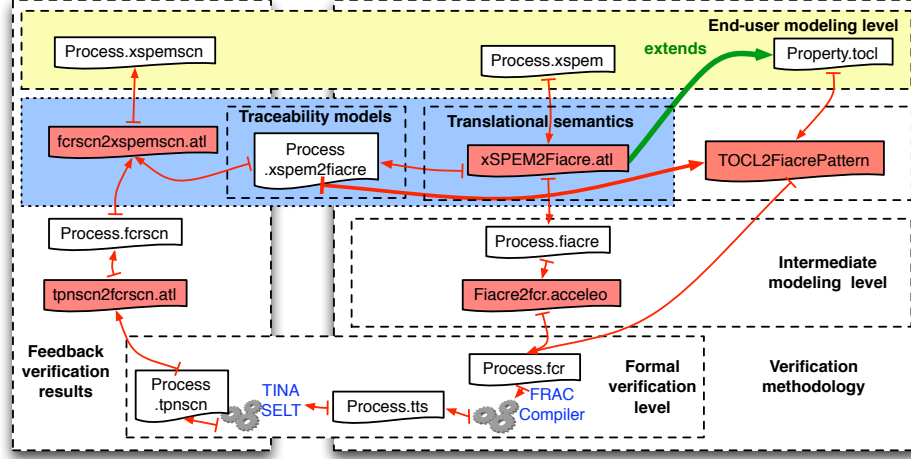 End-user modeling level
Process.xspemscn
extends
Property.tocl
Process.xspem
Traceability models
Translational semantics
fcrscn2xspemscn.atl
Process
.xspem2fiacre
xSPEM2Fiacre.atl
TOCL2FiacrePattern
Process.fcrscn
Process.fiacre
Intermediate
modeling level
tpnscn2fcrscn.atl
Fiacre2fcr.acceleo
Feedback
verification
results
Process.fcr
Formal
verification
level
Verification
methodology
Process
.tpnscn
TINA
SELT
Process.tts
FRAC
Compiler